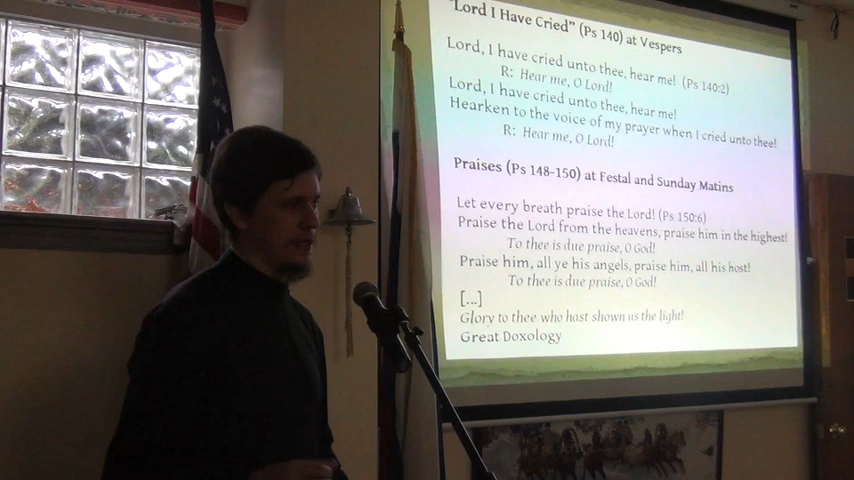 "Lord I Have Cried" (Ps 140) at Vespers
Lord, I have cried unto thee, hear me! (Ps 140:2)
R: Hear me, O Lord!
Lord, I have cried unto thee, hear me!
Hearken to the voice of my prayer when I cried unto thee!
R: Hear me, O Lord!
Praises (Ps 148-150) at Festal and Sunday Matins
Let every breath praise the Lord! (Ps 150:6)
Praise the Lord from the heavens, praise him in the highest!
To thee is due praise, O God!
Praise him, all ye his angels, praise him, all his host!
To thee is due praise, O God!
[...]
Glory to thee who hast shown us the light!
Great Doxology